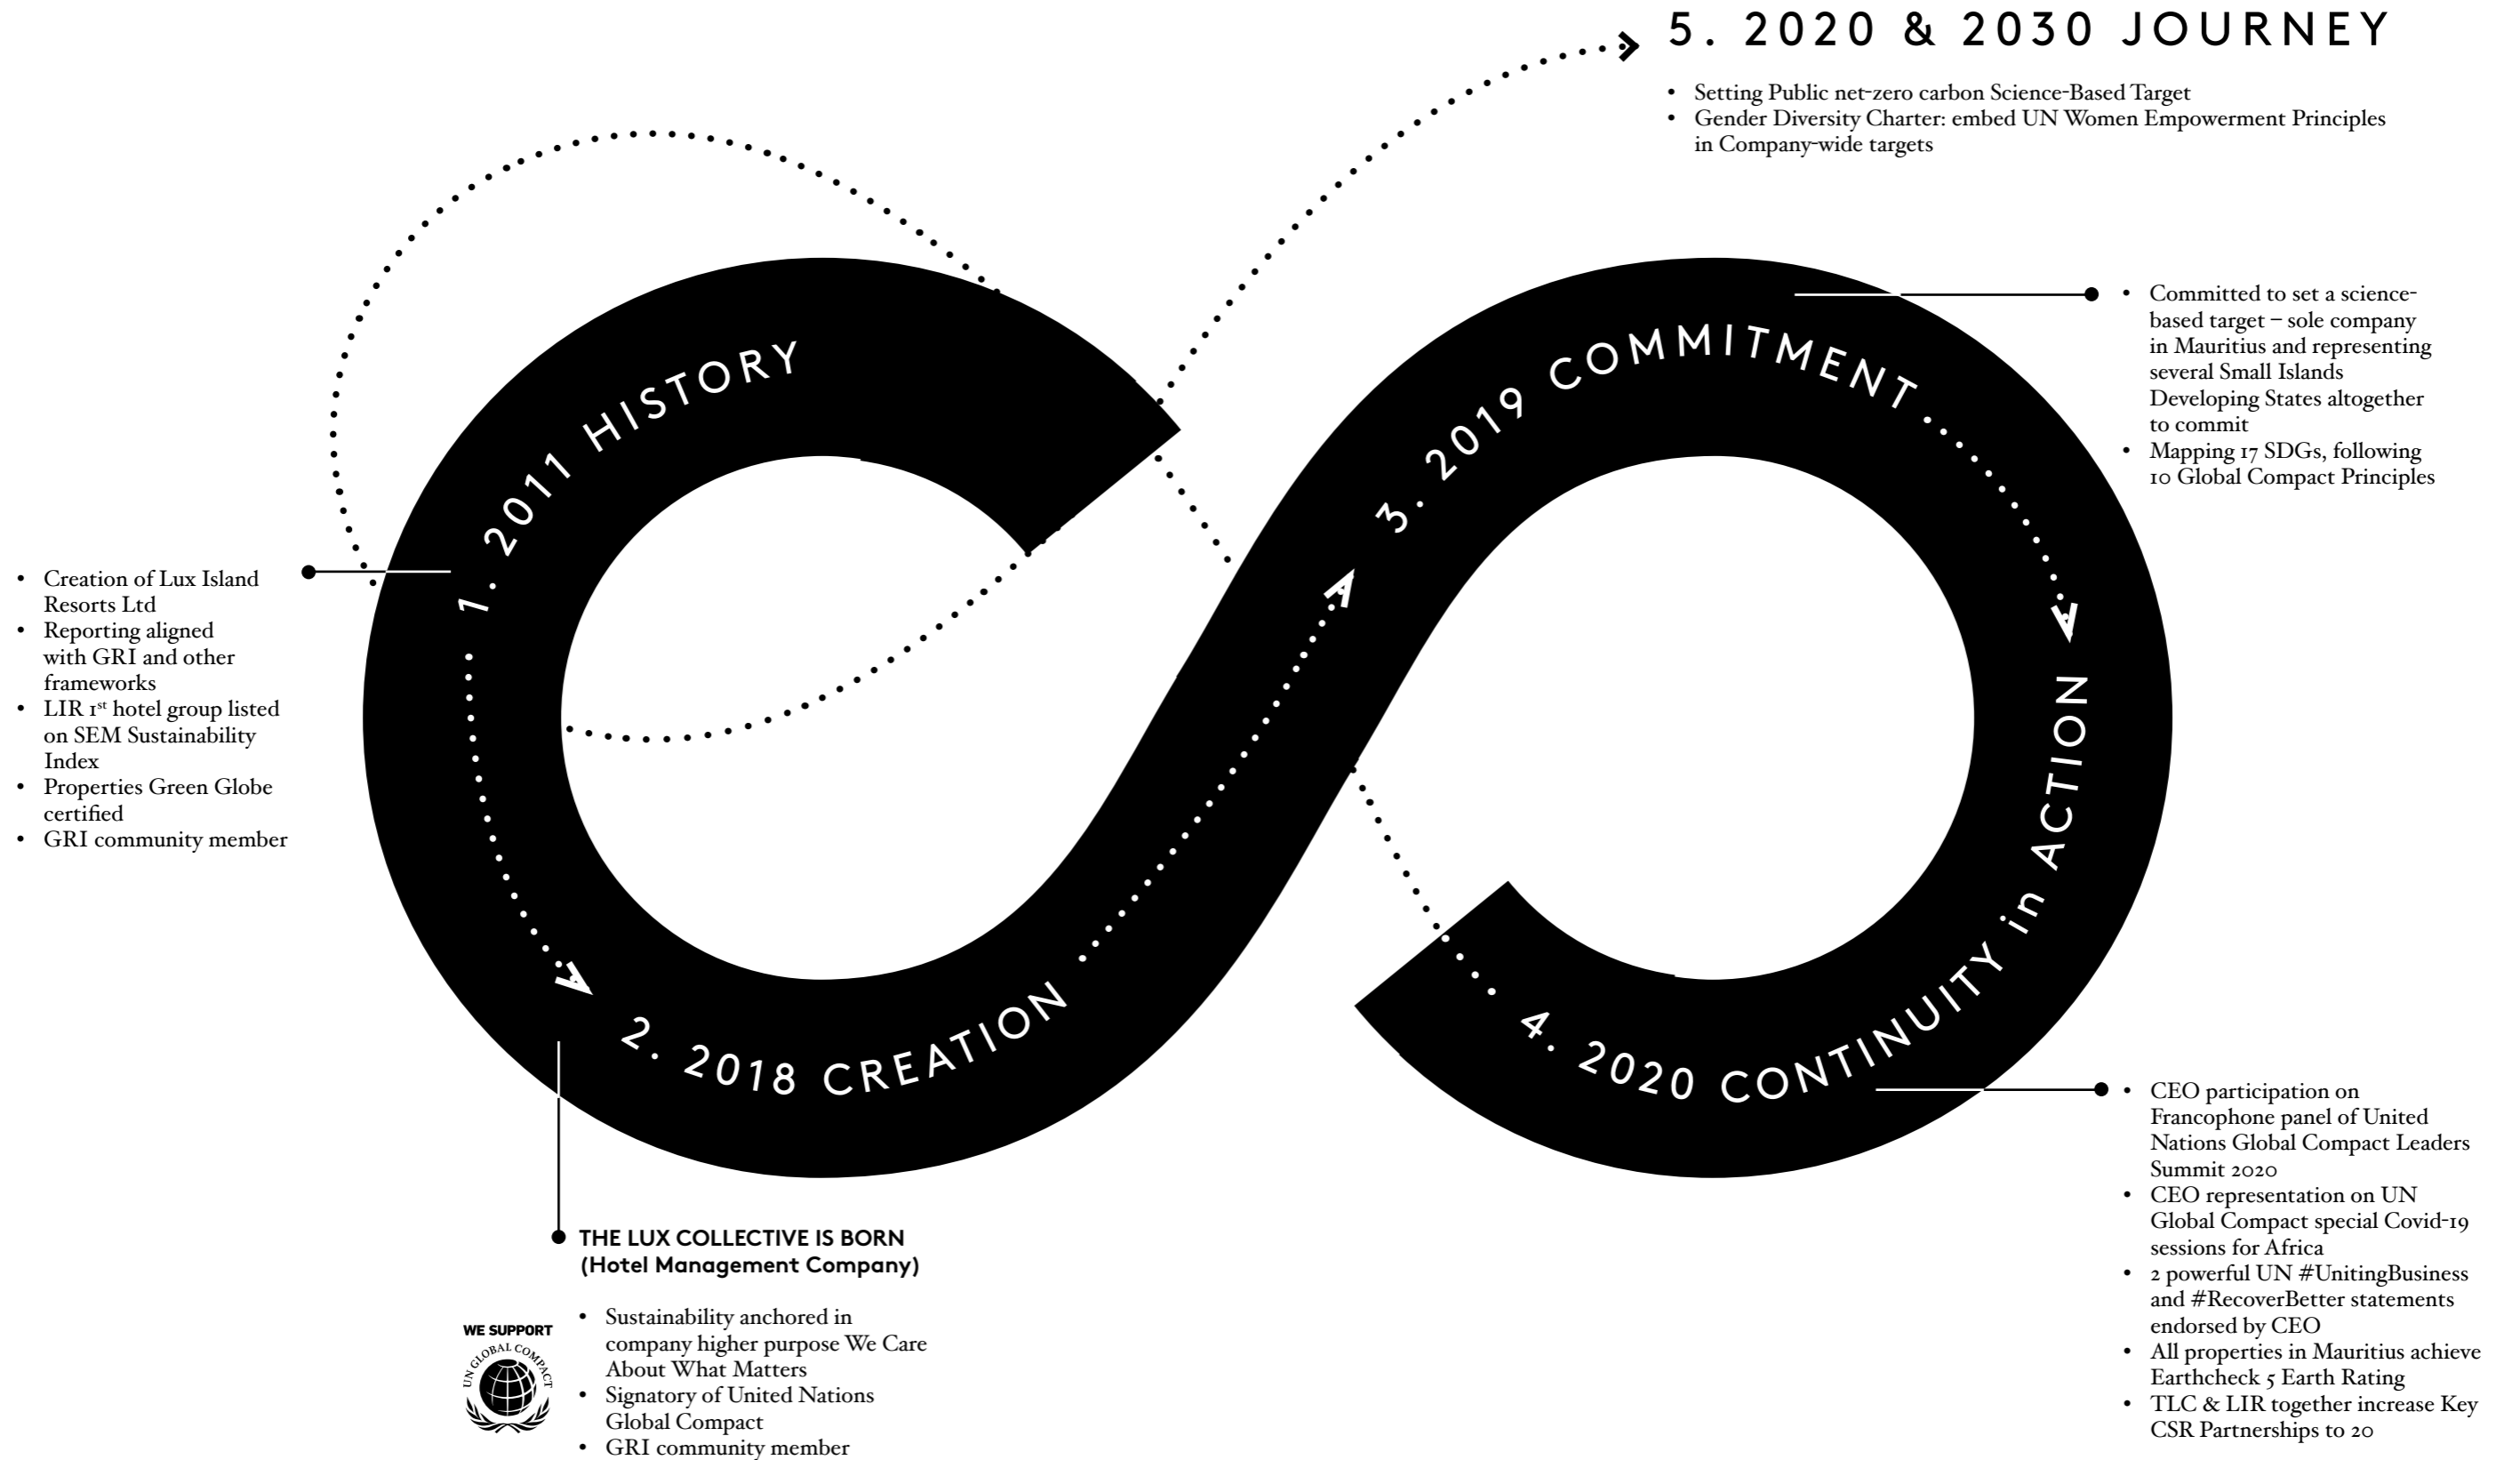 5. 2020 & 2030 JOURNEY
• Setting Public net-zero carbon Science-Based Target
• Gender Diversity Charter: embed UN Women Empowerment Principles
in Company-wide targets
1. 2011 HISTORY
• Creation of Lux Island
Resorts Ltd
• Reporting aligned
with GRI and other
frameworks
• LIR 1st hotel group listed
on SEM Sustainability
Index
• Properties Green Globe
certified
• GRI community member
2. 2018 CREATION
THE LUX COLLECTIVE IS BORN
(Hotel Management Company)
WE SUPPORT
UN GLOBAL COMPACT
• Sustainability anchored in
company higher purpose We Care
About What Matters
• Signatory of United Nations
Global Compact
• GRI community member
3. 2019 COMMITMENT
• Committed to set a science-
based target – sole company
in Mauritius and representing
several Small Islands
Developing States altogether
to commit
• Mapping 17 SDGs, following
10 Global Compact Principles
4. 2020 CONTINUITY in ACTION
• CEO participation on
Francophone panel of United
Nations Global Compact Leaders
Summit 2020
• CEO representation on UN
Global Compact special Covid-19
sessions for Africa
• 2 powerful UN #UnitingBusiness
and #RecoverBetter statements
endorsed by CEO
• All properties in Mauritius achieve
Earthcheck 5 Earth Rating
• TLC & LIR together increase Key
CSR Partnerships to 20